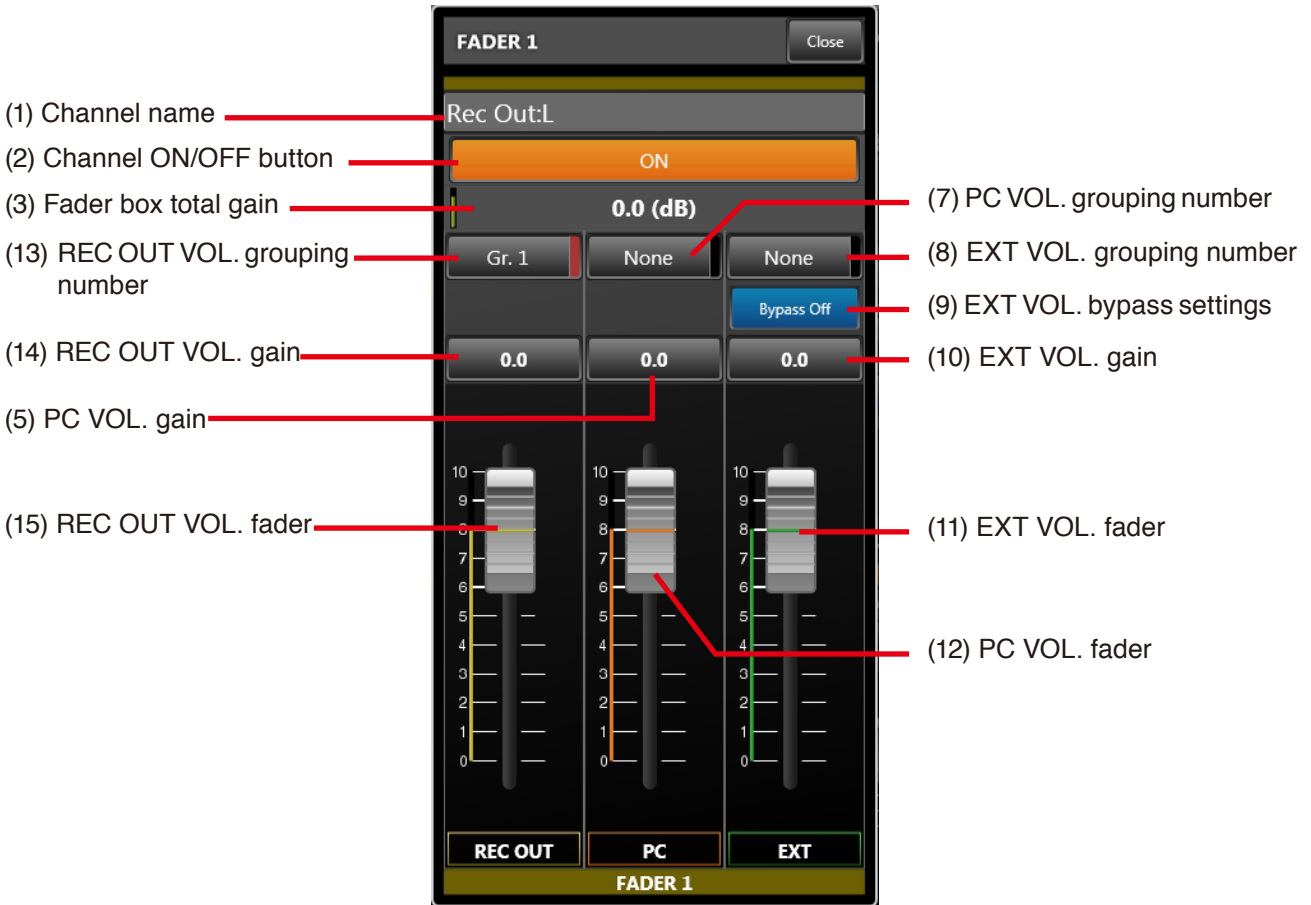 FADER 1
Close
(1) Channel name
Rec Out:L
(2) Channel ON/OFF button
ON
(3) Fader box total gain
0.0 (dB)
(7) PC VOL. grouping number
(13) REC OUT VOL. grouping
number
Gr. 1
None
None
(8) EXT VOL. grouping number
Bypass Off
(9) EXT VOL. bypass settings
(14) REC OUT VOL. gain
0.0
0.0
0.0
(10) EXT VOL. gain
(5) PC VOL. gain
(15) REC OUT VOL. fader
10
9
8
7
6
5
4
3
2
1
0
10
9
8
7
6
5
4
3
2
1
0
10
9
8
7
6
5
4
3
2
1
0
(11) EXT VOL. fader
(12) PC VOL. fader
REC OUT
PC
EXT
FADER 1